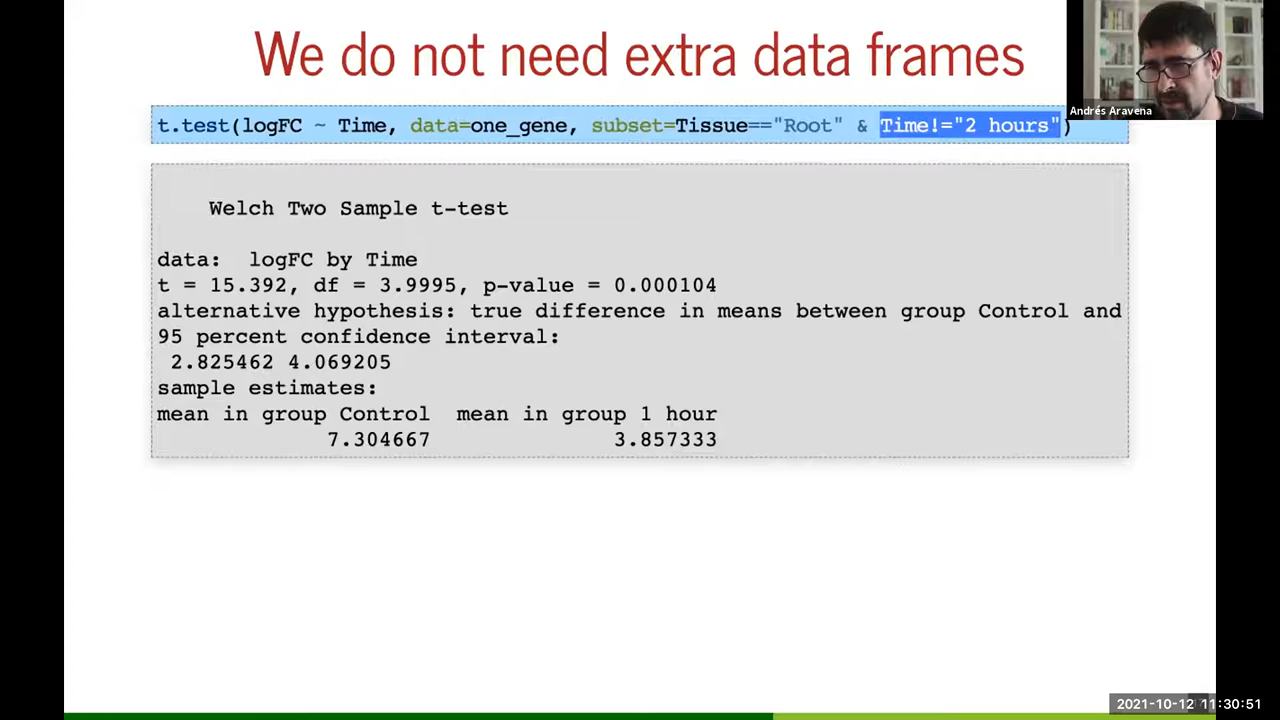 We do not need extra data frames
Andrés Aravena
t.test(logFC ~ Time, data=one_gene, subset=Tissue=="Root" & Time!="2 hours")
Welch Two Sample t-test
data:  logFC by Time
t = 15.392, df = 3.9995, p-value = 0.000104
alternative hypothesis: true difference in means between group Control and
95 percent confidence interval:
2.825462 4.069205
sample estimates:
mean in group Control  mean in group 1 hour
7.304667 3.857333
2021-10-12 11:30:51